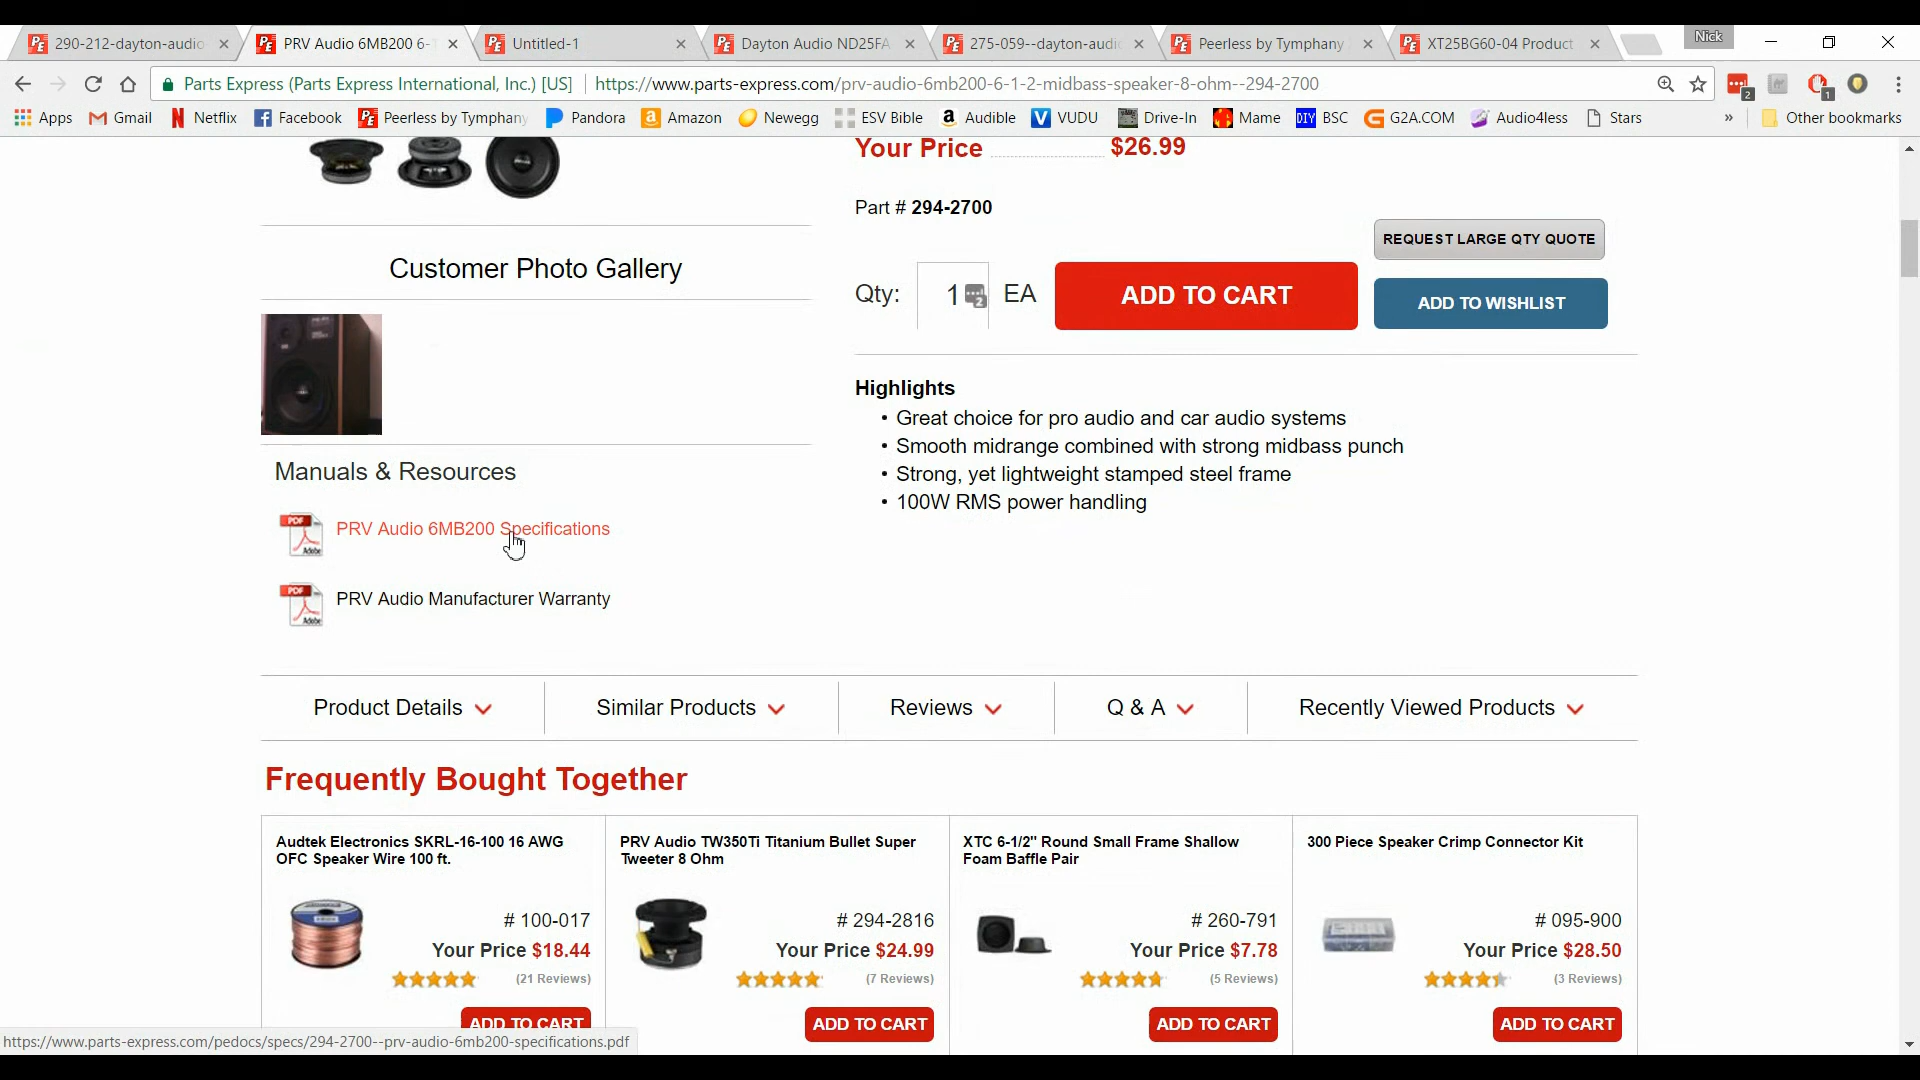 290-212-dayton-audio
PRV Audio 6MB200 6-
Untitled-1
Dayton Audio ND25FA
275-059--dayton-audio
Peerless by Tymphany
XT25BG60-04 Product
Nick
Parts Express (Parts Express International, Inc.) [US]
https://www.parts-express.com/prv-audio-6mb200-6-1-2-midbass-speaker-8-ohm--294-2700
2
1
Apps
Gmail
Netflix
Facebook
Peerless by Tymphany
Pandora
Amazon
Newegg
ESV Bible
Audible
VUDU
Drive-In
Mame
DIY BSC
G2A.COM
Audio4less
Stars
»
Other bookmarks
Your Price $26.99
Part # 294-2700
REQUEST LARGE QTY QUOTE
Customer Photo Gallery
Qty: 1 EA
ADD TO CART
ADD TO WISHLIST
Highlights
• Great choice for pro audio and car audio systems
• Smooth midrange combined with strong midbass punch
• Strong, yet lightweight stamped steel frame
• 100W RMS power handling
Manuals & Resources
PDF Adobe PRV Audio 6MB200 Specifications
PDF Adobe PRV Audio Manufacturer Warranty
Product Details
Similar Products
Reviews
Q & A
Recently Viewed Products
Frequently Bought Together
Audtek Electronics SKRL-16-100 16 AWG
OFC Speaker Wire 100 ft.
# 100-017
Your Price $18.44
(21 Reviews)
ADD TO CART
PRV Audio TW350Ti Titanium Bullet Super
Tweeter 8 Ohm
# 294-2816
Your Price $24.99
(7 Reviews)
ADD TO CART
XTC 6-1/2" Round Small Frame Shallow
Foam Baffle Pair
# 260-791
Your Price $7.78
(5 Reviews)
ADD TO CART
300 Piece Speaker Crimp Connector Kit
# 095-900
Your Price $28.50
(3 Reviews)
ADD TO CART
https://www.parts-express.com/pedocs/specs/294-2700--prv-audio-6mb200-specifications.pdf